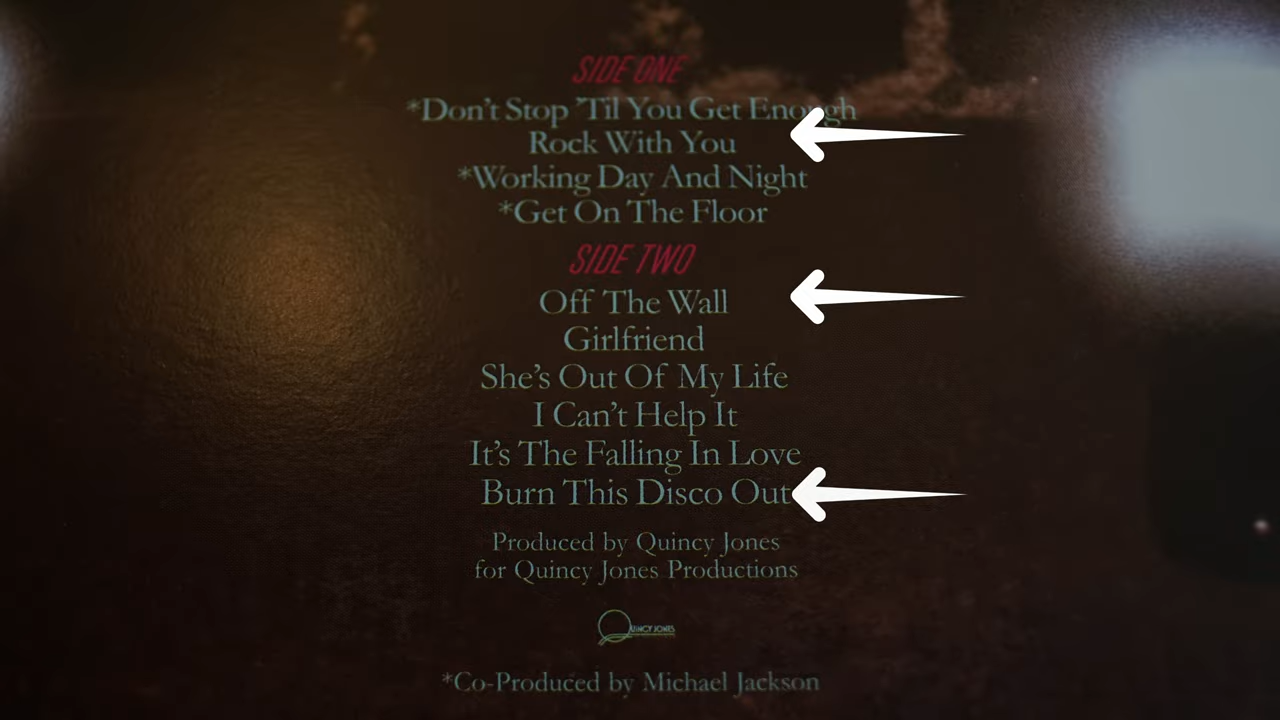 SIDE ONE
*Don't Stop 'Til You Get Enough
Rock With You
*Working Day And Night
*Get On The Floor
SIDE TWO
Off The Wall
Girlfriend
She's Out Of My Life
I Can't Help It
It's The Falling In Love
Burn This Disco Out
Produced by Quincy Jones
for Quincy Jones Productions
QUINCY JONES
*Co-Produced by Michael Jackson